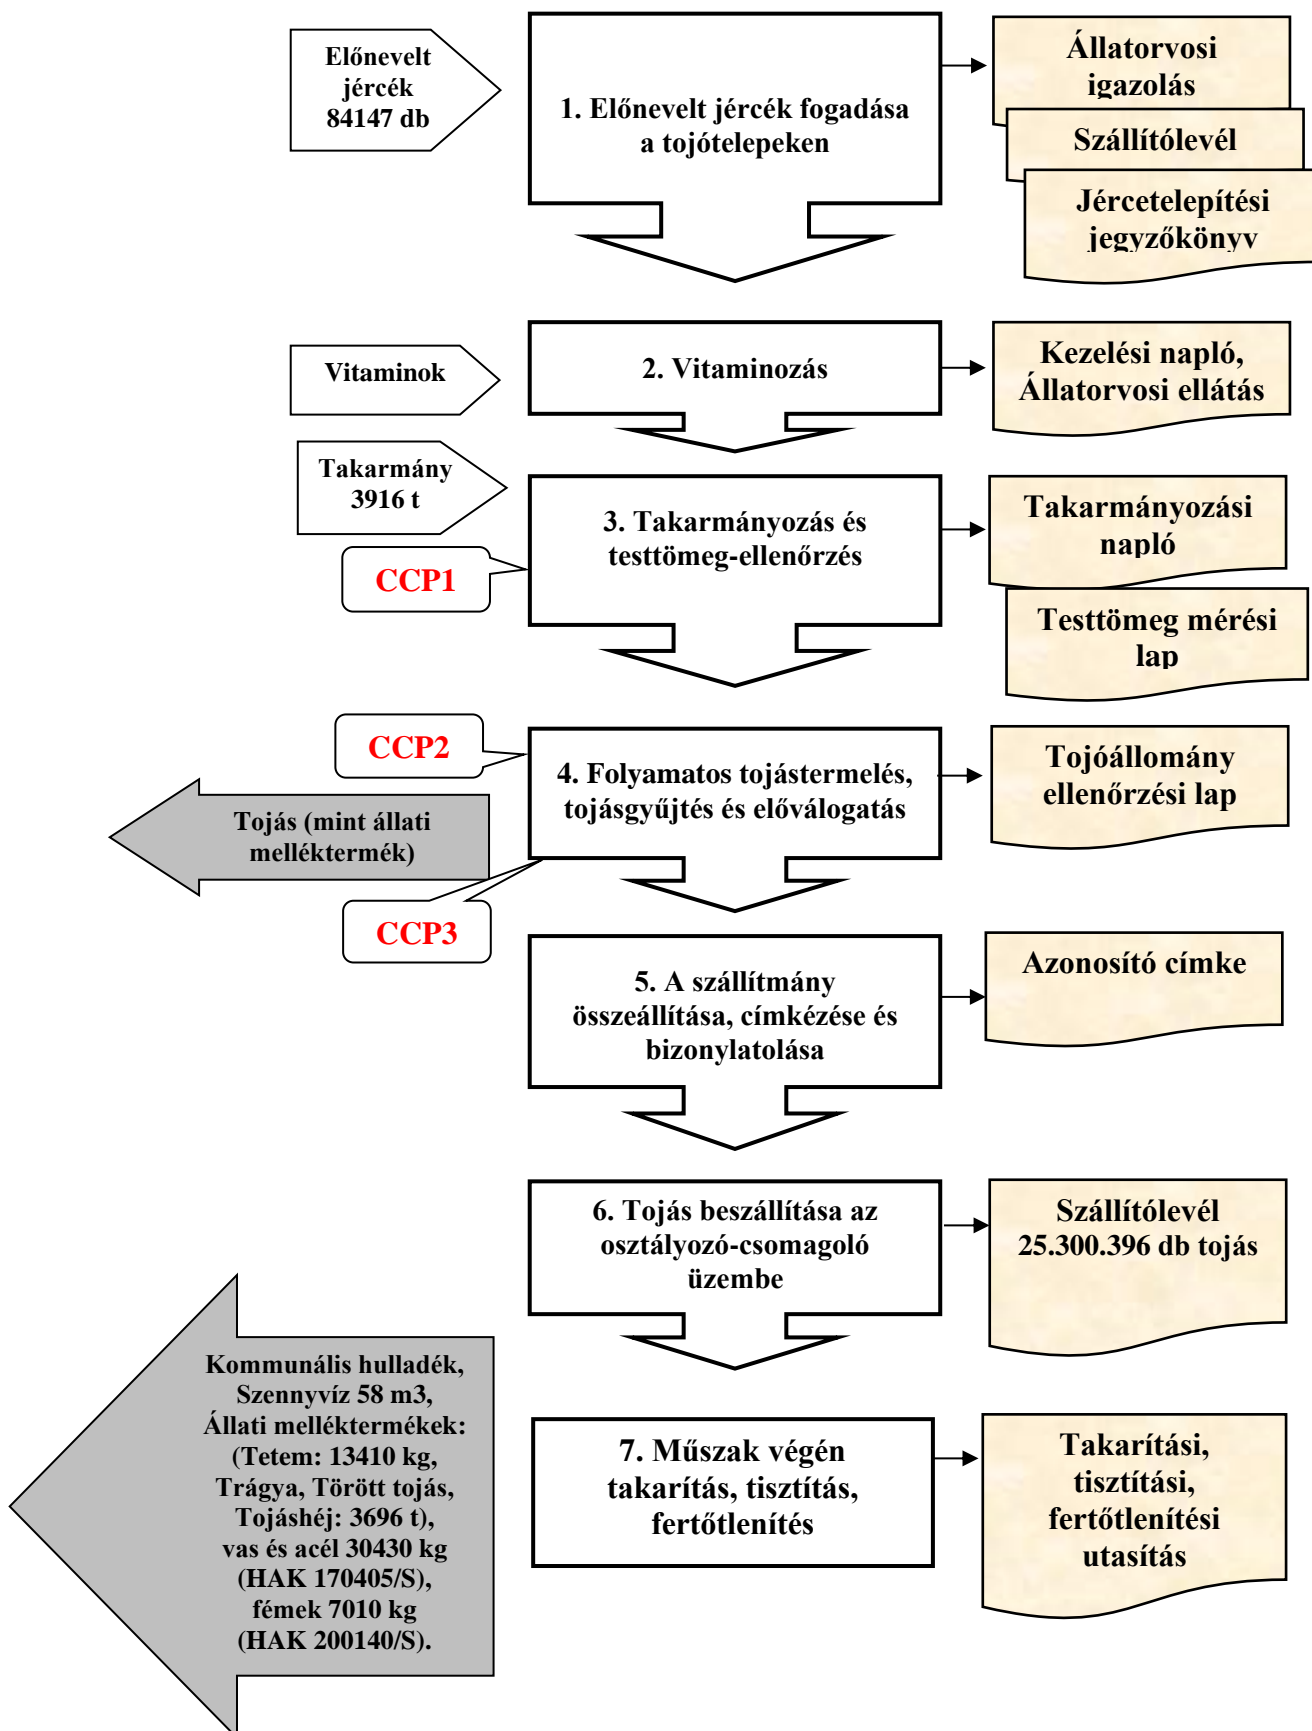 Előnevelt
jércék
84147 db
1. Előnevelt jércék fogadása
a tojótelepeken
Állatorvosi
igazolás
Szállítólevél
Jércetelepítési
jegyzőkönyv
Vitaminok
2. Vitaminozás
Kezelési napló,
Állatorvosi ellátás
Takarmány
3916 t
3. Takarmányozás és
testtömeg-ellenőrzés
CCP1
Takarmányozási
napló
Testtömeg mérési
lap
CCP2
4. Folyamatos tojástermelés,
tojásgyűjtés és előválogatás
Tojóállomány
ellenőrzési lap
Tojás (mint állati
melléktermék)
CCP3
5. A szállítmány
összeállítása, címkézése és
bizonylatolása
Azonosító címke
6. Tojás beszállítása az
osztályozó-csomagoló
üzembe
Szállítólevél
25.300.396 db tojás
Kommunális hulladék,
Szennyvíz 58 m3,
Állati melléktermékek:
(Tetem: 13410 kg,
Trágya, Törött tojás,
Tojáshéj: 3696 t),
vas és acél 30430 kg
(HAK 170405/S),
fémek 7010 kg
(HAK 200140/S).
7. Műszak végén
takarítás, tisztítás,
fertőtlenítés
Takarítási,
tisztítási,
fertőtlenítési
utasítás